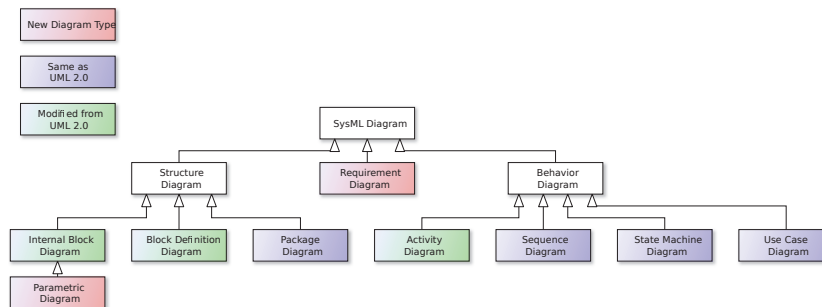 New Diagram Type
Same as
UML 2.0
Modified from
UML 2.0
SysML Diagram
Structure
Diagram
Requirement
Diagram
Behavior
Diagram
Internal Block
Diagram
Block Definition
Diagram
Package
Diagram
Activity
Diagram
Sequence
Diagram
State Machine
Diagram
Use Case
Diagram
Parametric
Diagram